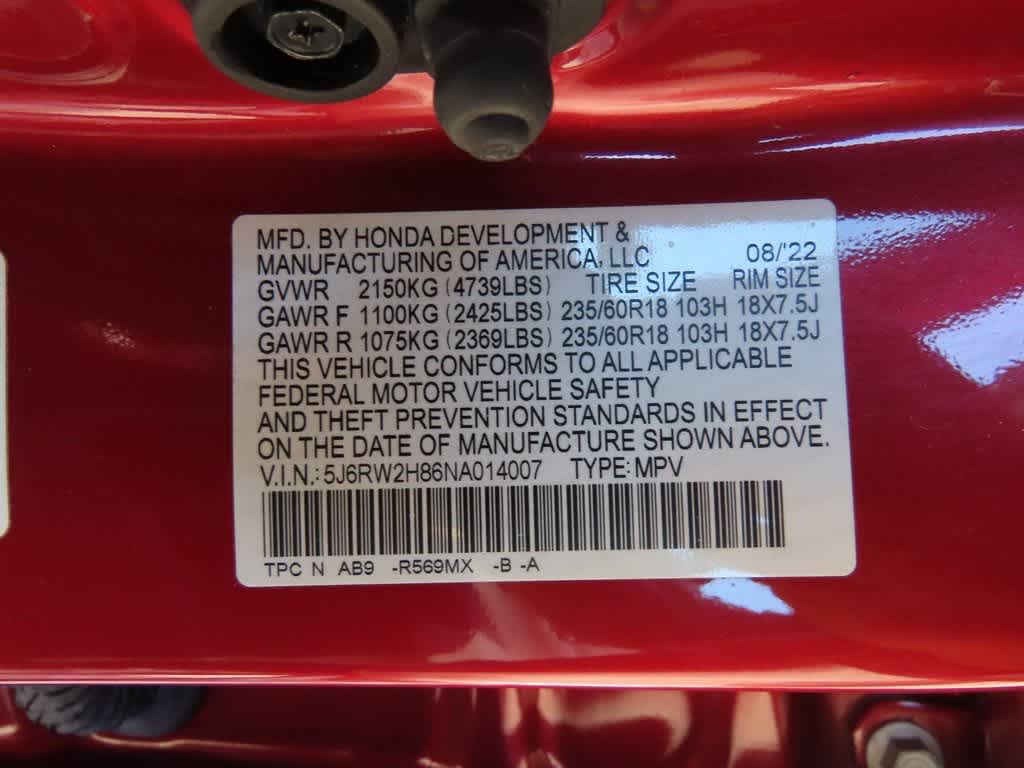 MFD. BY HONDA DEVELOPMENT &
MANUFACTURING OF AMERICA, LLC 08/'22
GVWR 2150KG (4739LBS) TIRE SIZE RIM SIZE
GAWR F 1100KG (2425LBS) 235/60R18 103H 18X7.5J
GAWR R 1075KG (2369LBS) 235/60R18 103H 18X7.5J
THIS VEHICLE CONFORMS TO ALL APPLICABLE
FEDERAL MOTOR VEHICLE SAFETY
AND THEFT PREVENTION STANDARDS IN EFFECT
ON THE DATE OF MANUFACTURE SHOWN ABOVE.
V.I.N.: 5J6RW2H86NA014007 TYPE: MPV
TPC N AB9 -R569MX -B -A